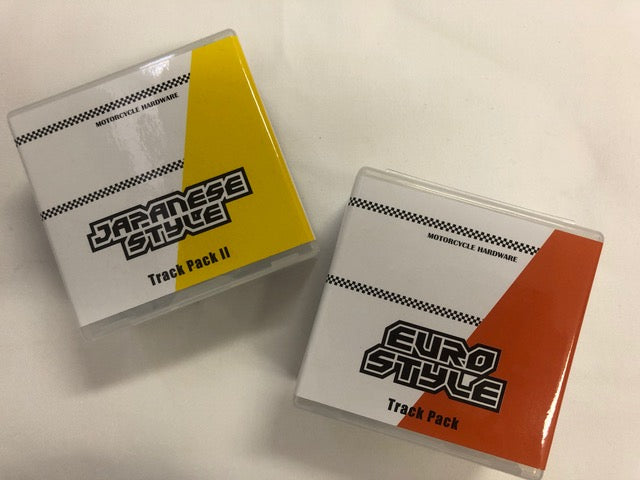 MOTORCYCLE HARDWARE
JAPANESE
STYLE
Track Pack II
MOTORCYCLE HARDWARE
EURO
STYLE
Track Pack